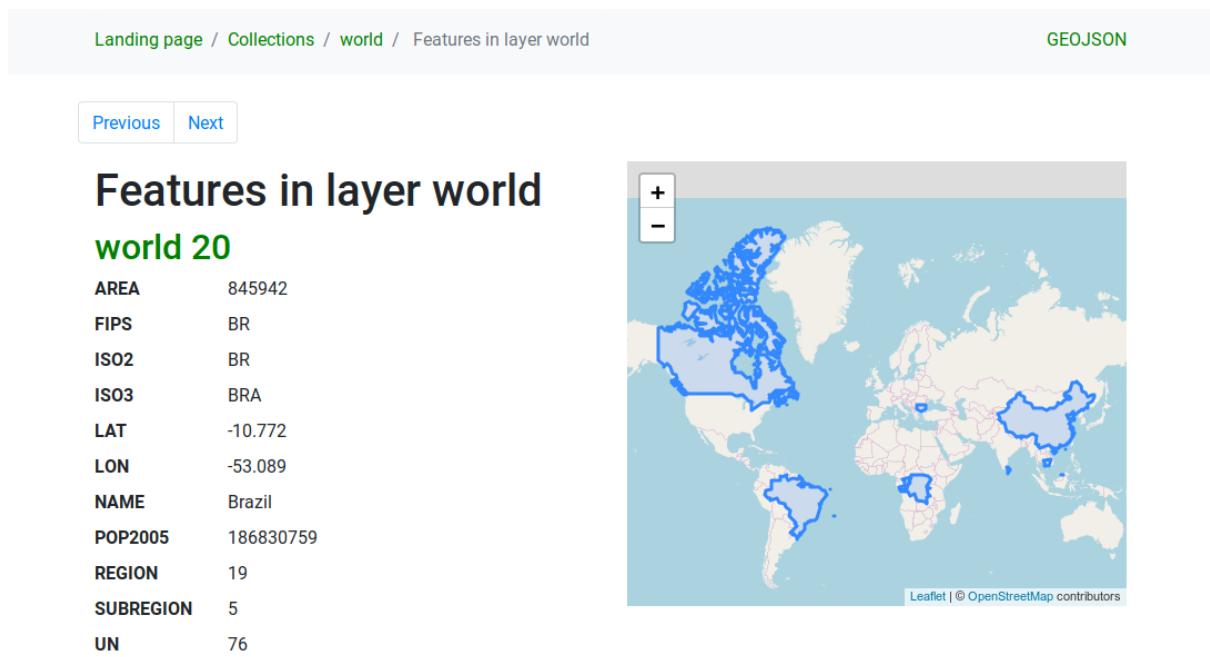 Landing page / Collections / world / Features in layer world GEOJSON
Previous Next
Features in layer world
world 20
AREA 845942
FIPS BR
ISO2 BR
ISO3 BRA
LAT -10.772
LON -53.089
NAME Brazil
POP2005 186830759
REGION 19
SUBREGION 5
UN 76
+
−
Leaflet | © OpenStreetMap contributors